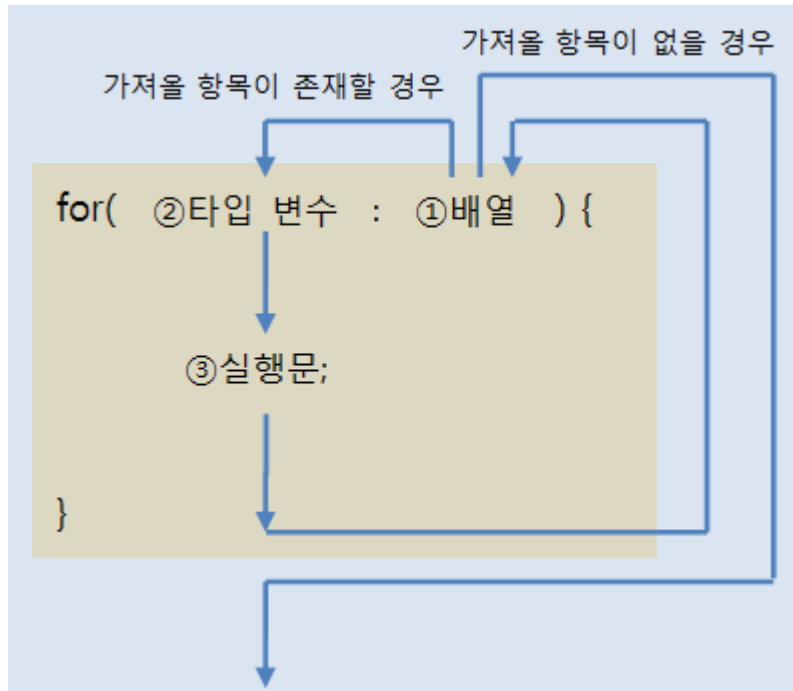 가져올 항목이 없을 경우
가져올 항목이 존재할 경우
for( ②타입 변수 : ①배열 ) {
③실행문;
}